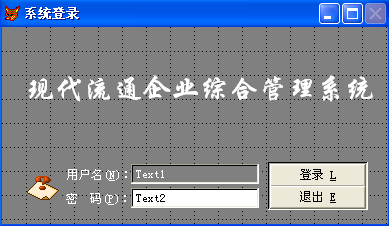 系统登录
现代流通企业综合管理系统
用户名(N)： Text1
密　码(P)： Text2
登录 L
退出 E